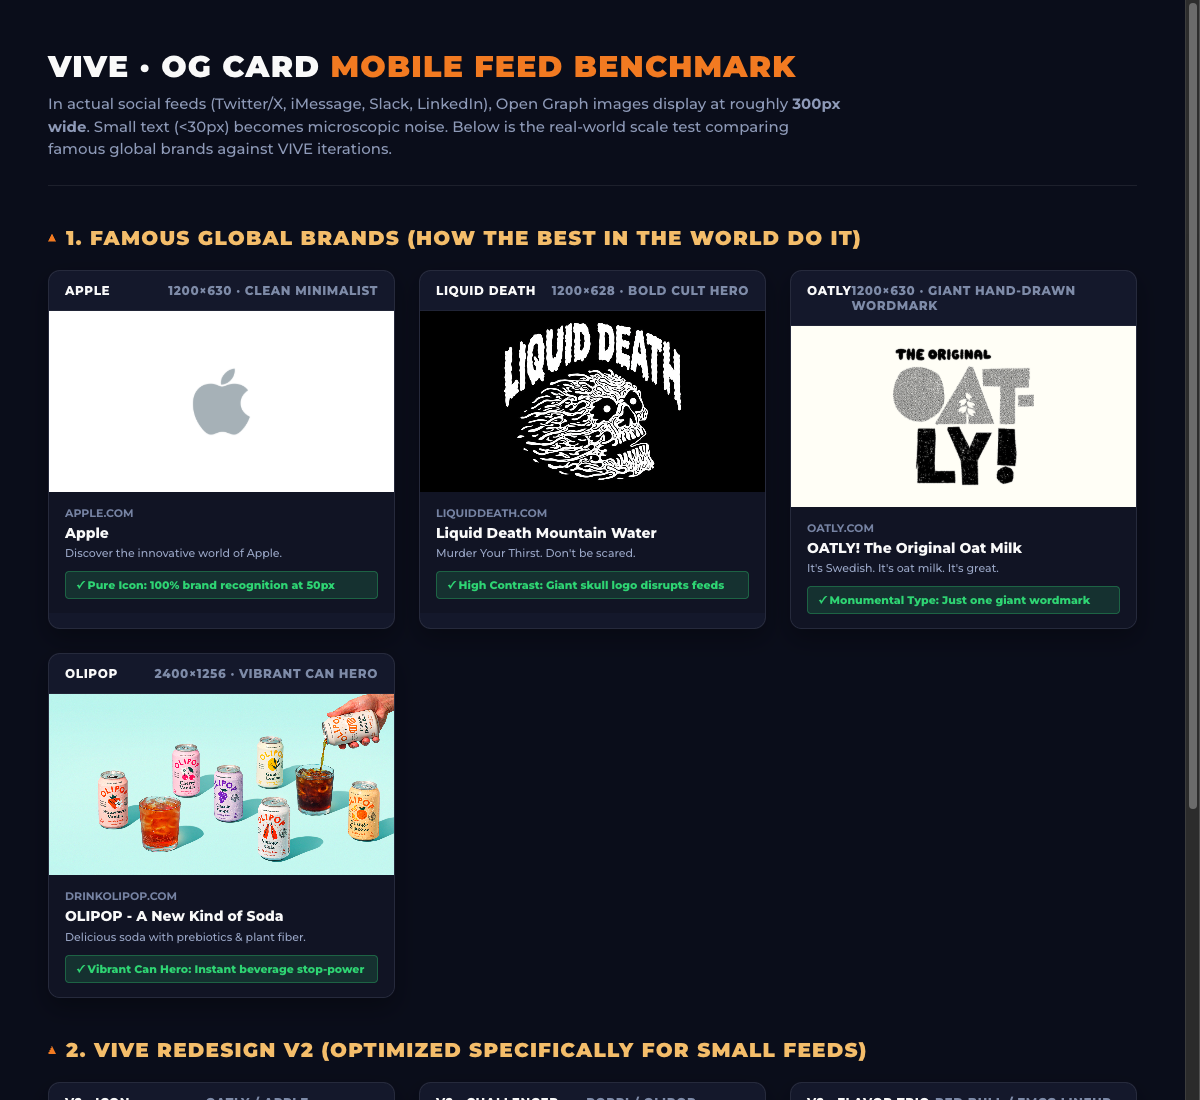 VIVE · OG CARD MOBILE FEED BENCHMARK
In actual social feeds (Twitter/X, iMessage, Slack, LinkedIn), Open Graph images display at roughly 300px
wide. Small text (<30px) becomes microscopic noise. Below is the real-world scale test comparing
famous global brands against VIVE iterations.
▲ 1. FAMOUS GLOBAL BRANDS (HOW THE BEST IN THE WORLD DO IT)
APPLE 1200×630 · CLEAN MINIMALIST
APPLE.COM
Apple
Discover the innovative world of Apple.
✓ Pure Icon: 100% brand recognition at 50px
LIQUID DEATH 1200×628 · BOLD CULT HERO
LIQUID DEATH
LIQUIDDEATH.COM
Liquid Death Mountain Water
Murder Your Thirst. Don't be scared.
✓ High Contrast: Giant skull logo disrupts feeds
OATLY 1200×630 · GIANT HAND-DRAWN
WORDMARK
THE ORIGINAL
OAT-
LY!
OATLY.COM
OATLY! The Original Oat Milk
It's Swedish. It's oat milk. It's great.
✓ Monumental Type: Just one giant wordmark
OLIPOP 2400×1256 · VIBRANT CAN HERO
OLIPOP
OLIPOP
OLIPOP
OLIPOP
OLIPOP
OLIPOP
DRINKOLIPOP.COM
OLIPOP - A New Kind of Soda
Delicious soda with prebiotics & plant fiber.
✓ Vibrant Can Hero: Instant beverage stop-power
▲ 2. VIVE REDESIGN V2 (OPTIMIZED SPECIFICALLY FOR SMALL FEEDS)